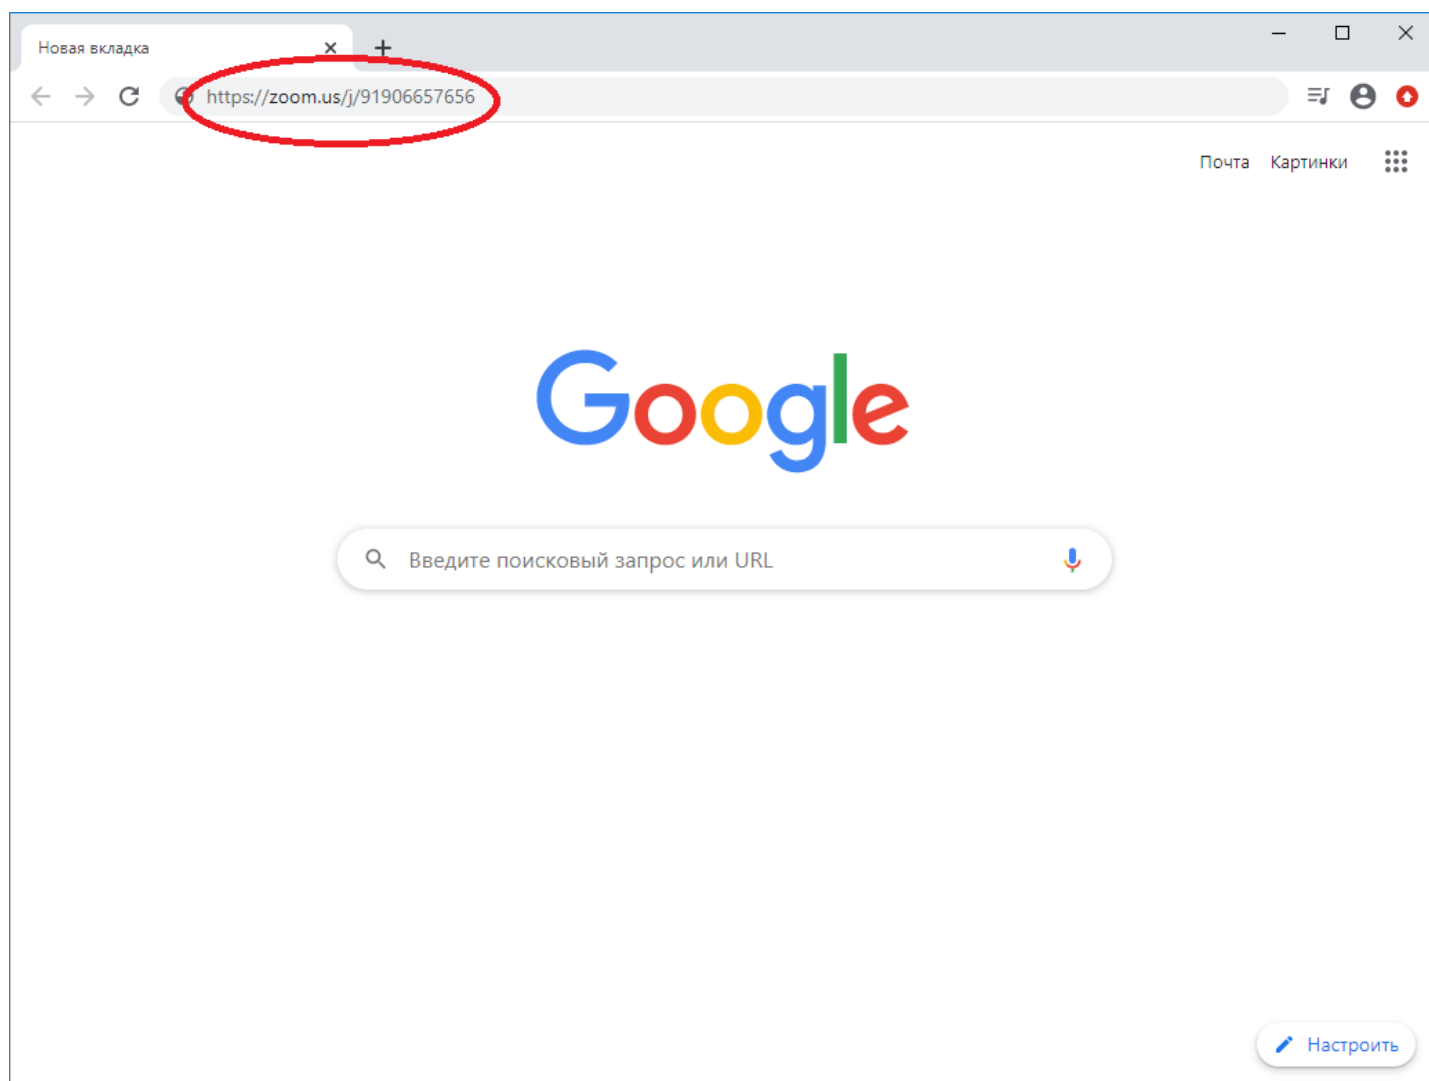 Новая вкладка
https://zoom.us/j/91906657656
Почта Картинки
Google
Введите поисковый запрос или URL
Настроить